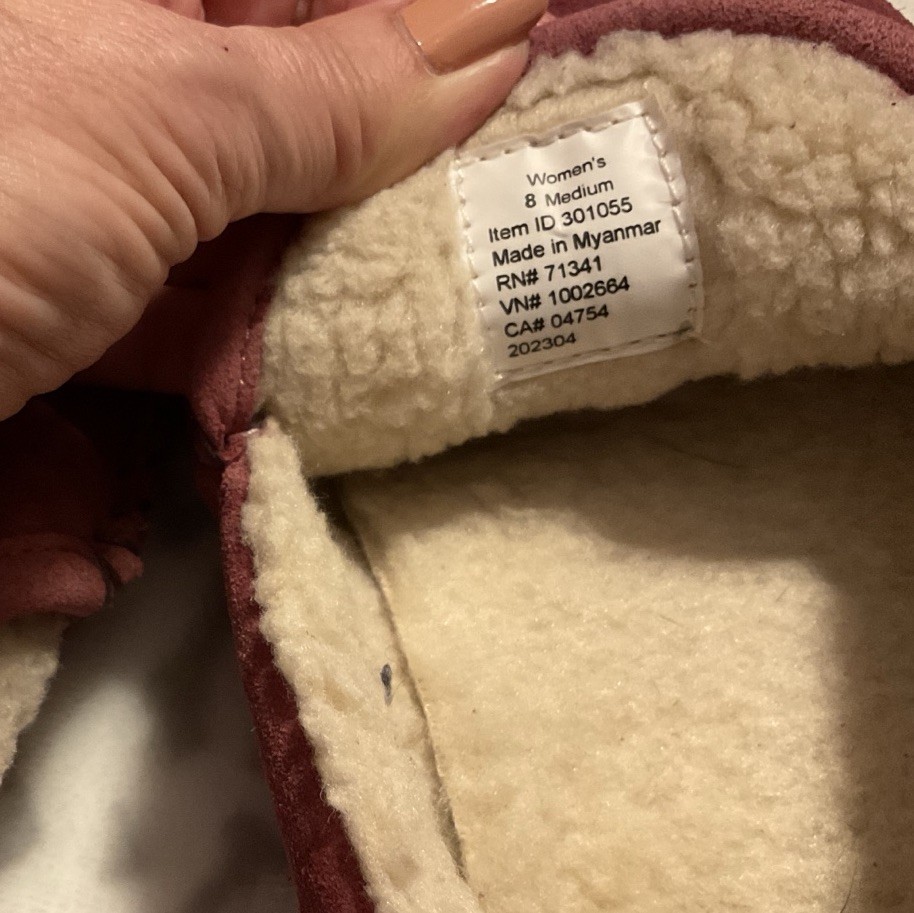 Women's
8 Medium
Item ID 301055
Made in Myanmar
RN# 71341
VN# 1002664
CA# 04754
202304